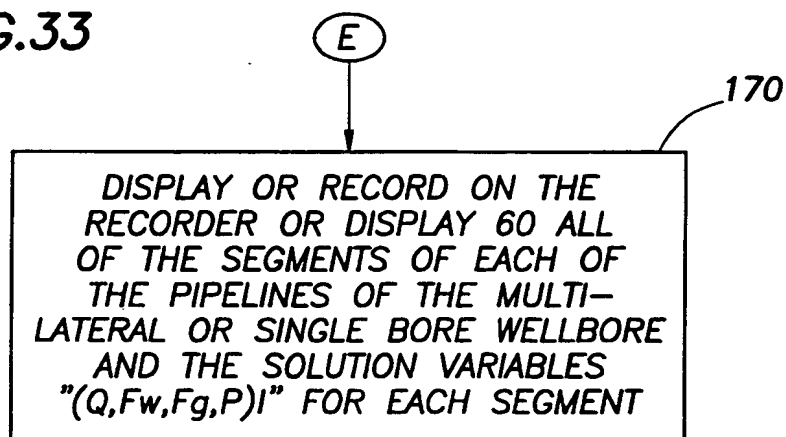 G.33
E
170
DISPLAY OR RECORD ON THE
RECORDER OR DISPLAY 60 ALL
OF THE SEGMENTS OF EACH OF
THE PIPELINES OF THE MULTI–
LATERAL OR SINGLE BORE WELLBORE
AND THE SOLUTION VARIABLES
"(Q,Fw,Fg,P)I" FOR EACH SEGMENT